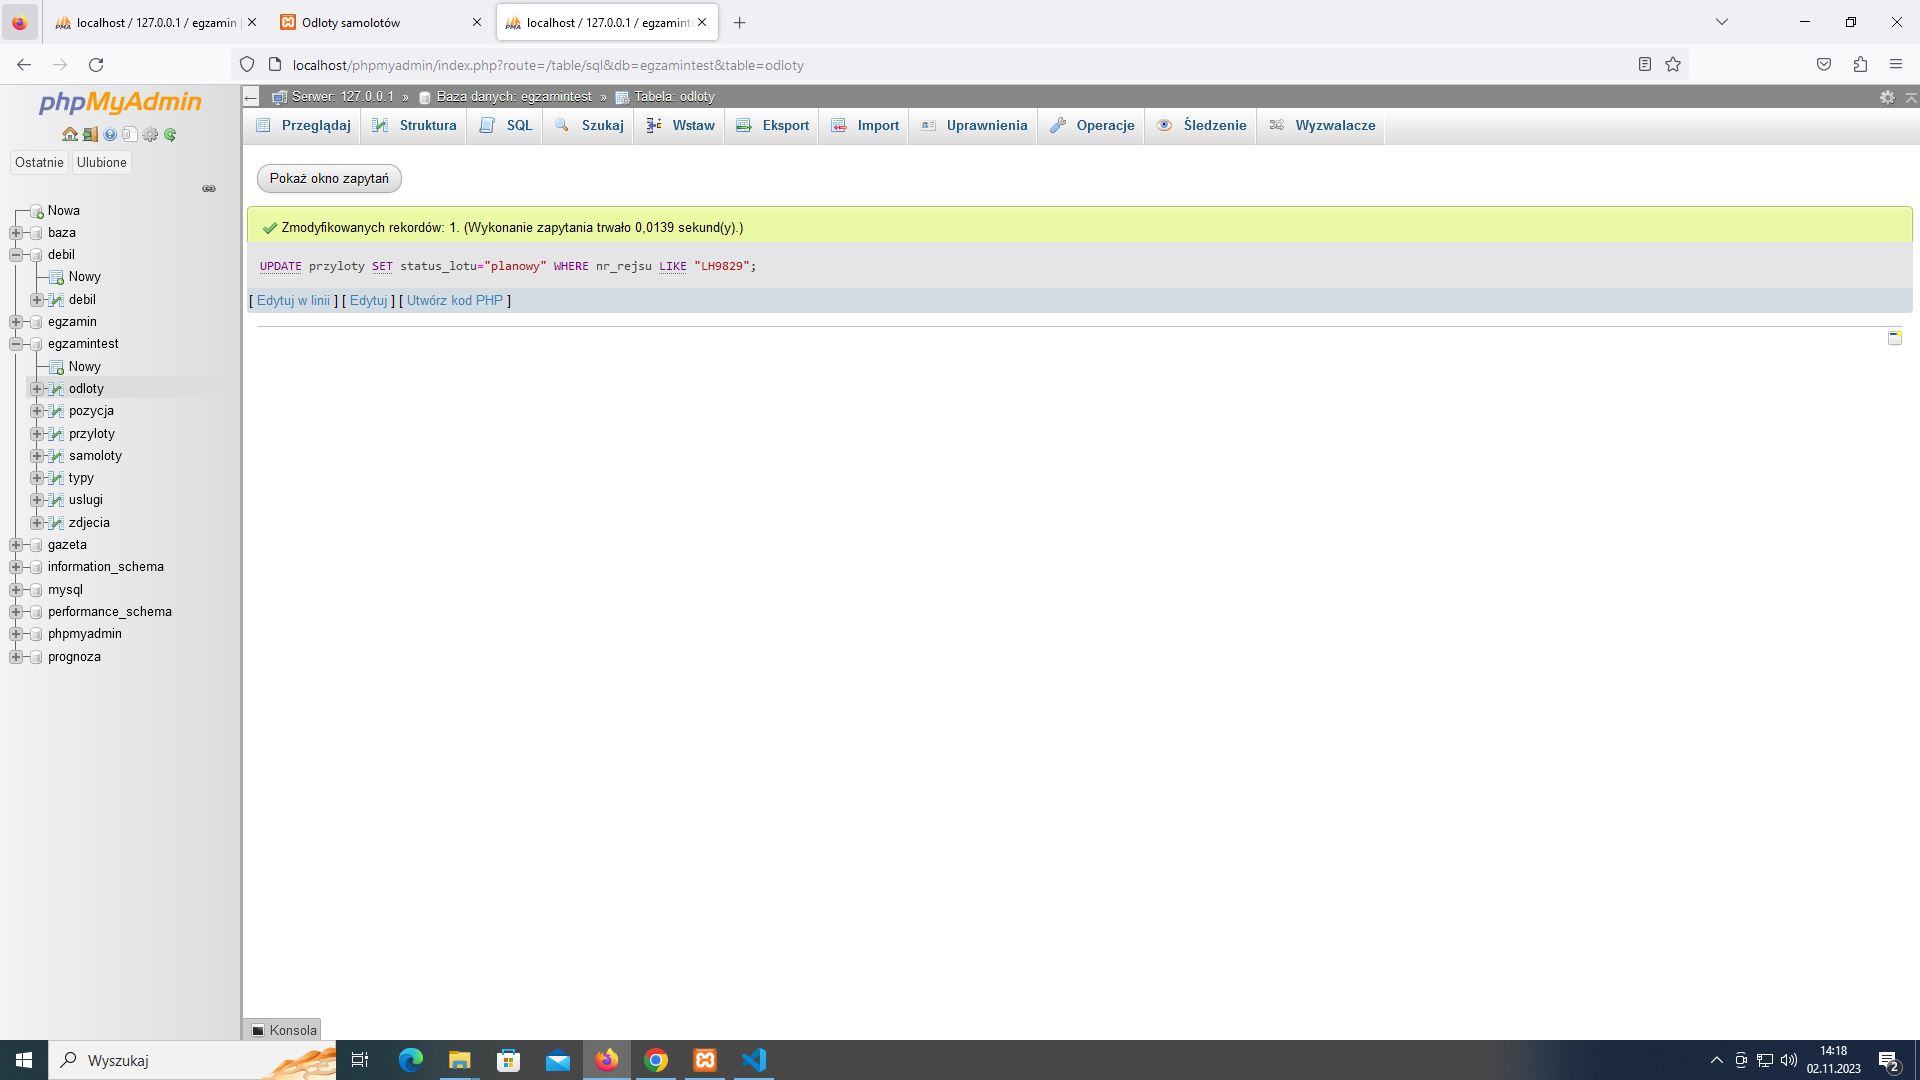 localhost / 127.0.0.1 / egzamin
Odloty samolotów
localhost / 127.0.0.1 / egzaminte
localhost/phpmyadmin/index.php?route=/table/sql&db=egzamintest&table=odloty
phpMyAdmin
Ostatnie
Ulubione
Nowa
baza
debil
Nowy
debil
egzamin
egzamintest
Nowy
odloty
pozycja
przyloty
samoloty
typy
uslugi
zdjecia
gazeta
information_schema
mysql
performance_schema
phpmyadmin
prognoza
Serwer: 127.0.0.1 » Baza danych: egzamintest » Tabela: odloty
Przeglądaj Struktura SQL Szukaj Wstaw Eksport Import Uprawnienia Operacje Śledzenie Wyzwalacze
Pokaż okno zapytań
Zmodyfikowanych rekordów: 1. (Wykonanie zapytania trwało 0,0139 sekund(y).)
UPDATE przyloty SET status_lotu="planowy" WHERE nr_rejsu LIKE "LH9829";
[ Edytuj w linii ] [ Edytuj ] [ Utwórz kod PHP ]
Konsola
Wyszukaj
14:18
02.11.2023
2